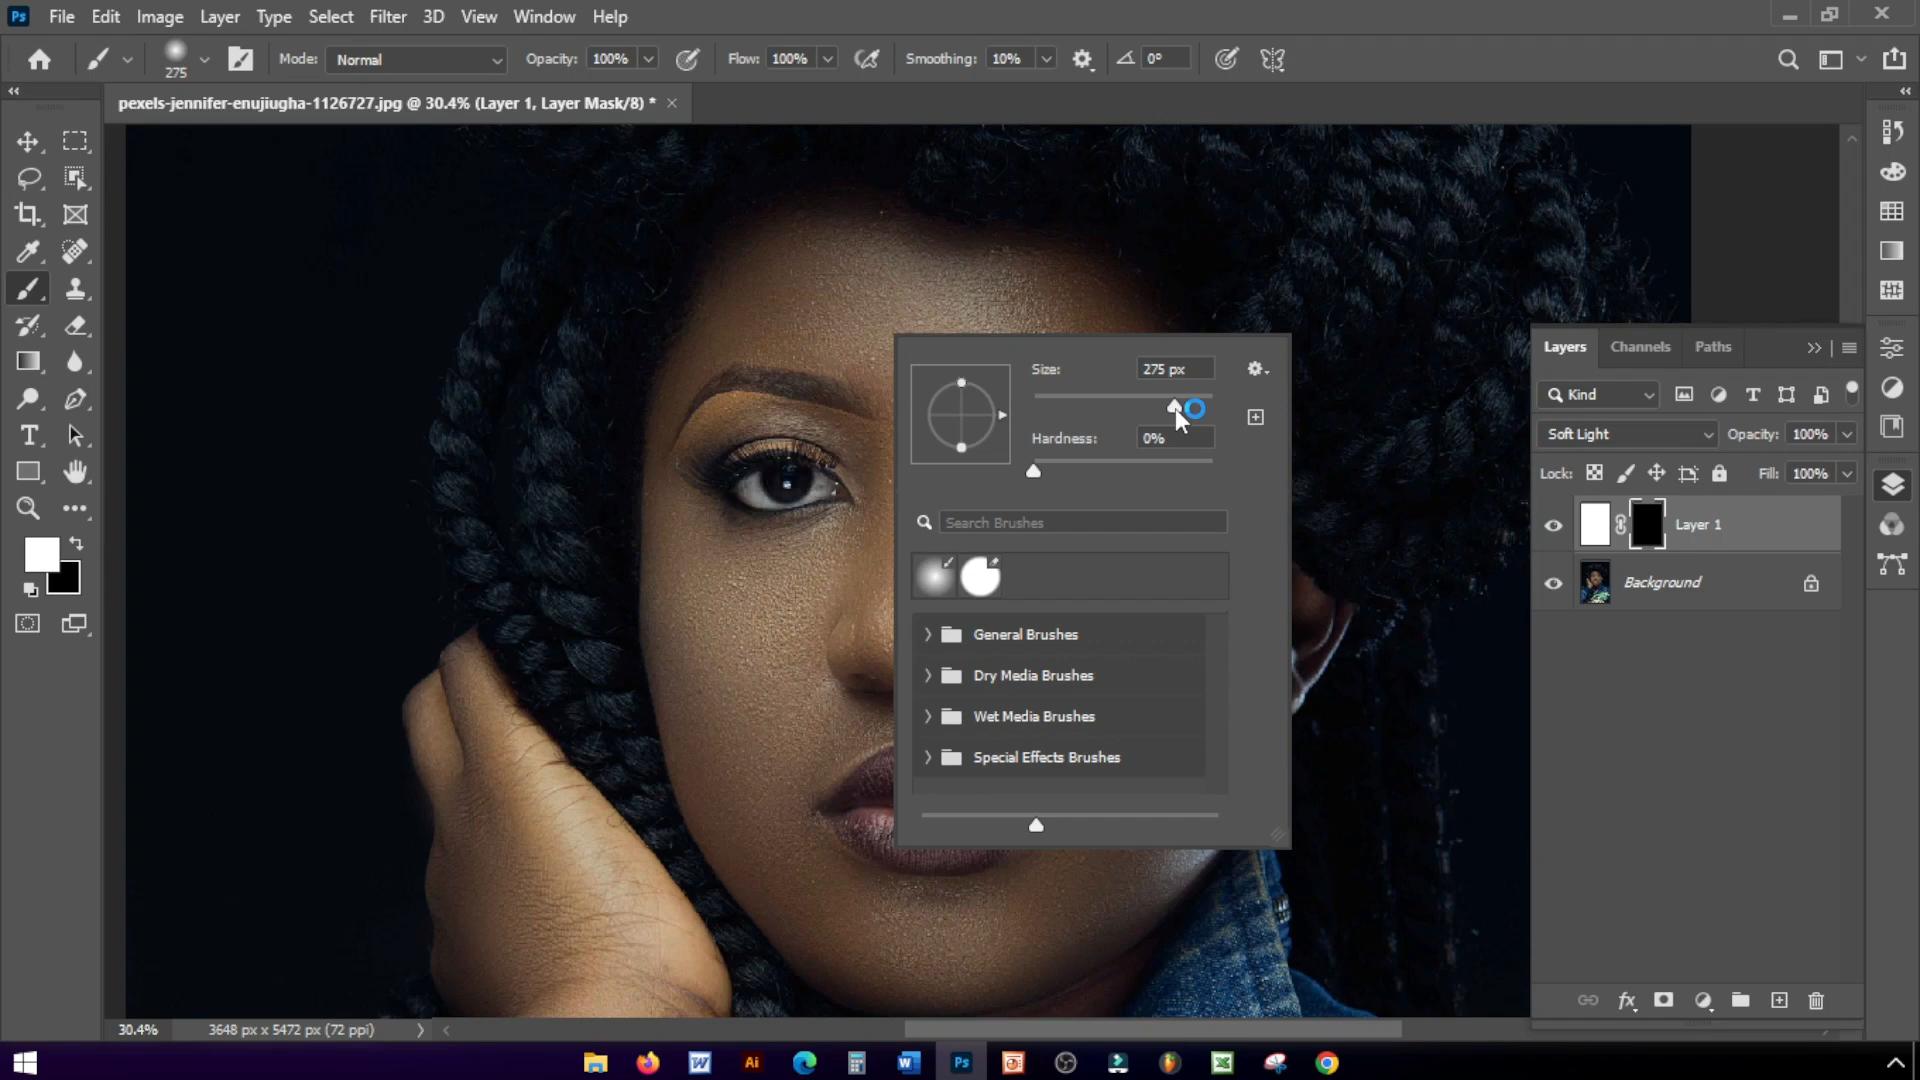 Ps File Edit Image Layer Type Select Filter 3D View Window Help
275 Mode: Normal Opacity: 100% Flow: 100% Smoothing: 10% 0°
pexels-jennifer-enujiugha-1126727.jpg @ 30.4% (Layer 1, Layer Mask/8) *
Size: 275 px
Hardness: 0%
Search Brushes
General Brushes
Dry Media Brushes
Wet Media Brushes
Special Effects Brushes
Layers Channels Paths
Kind
Soft Light Opacity: 100%
Lock: Fill: 100%
Layer 1
Background
fx
30.4% 3648 px x 5472 px (72 ppi)
W Ai W Ps